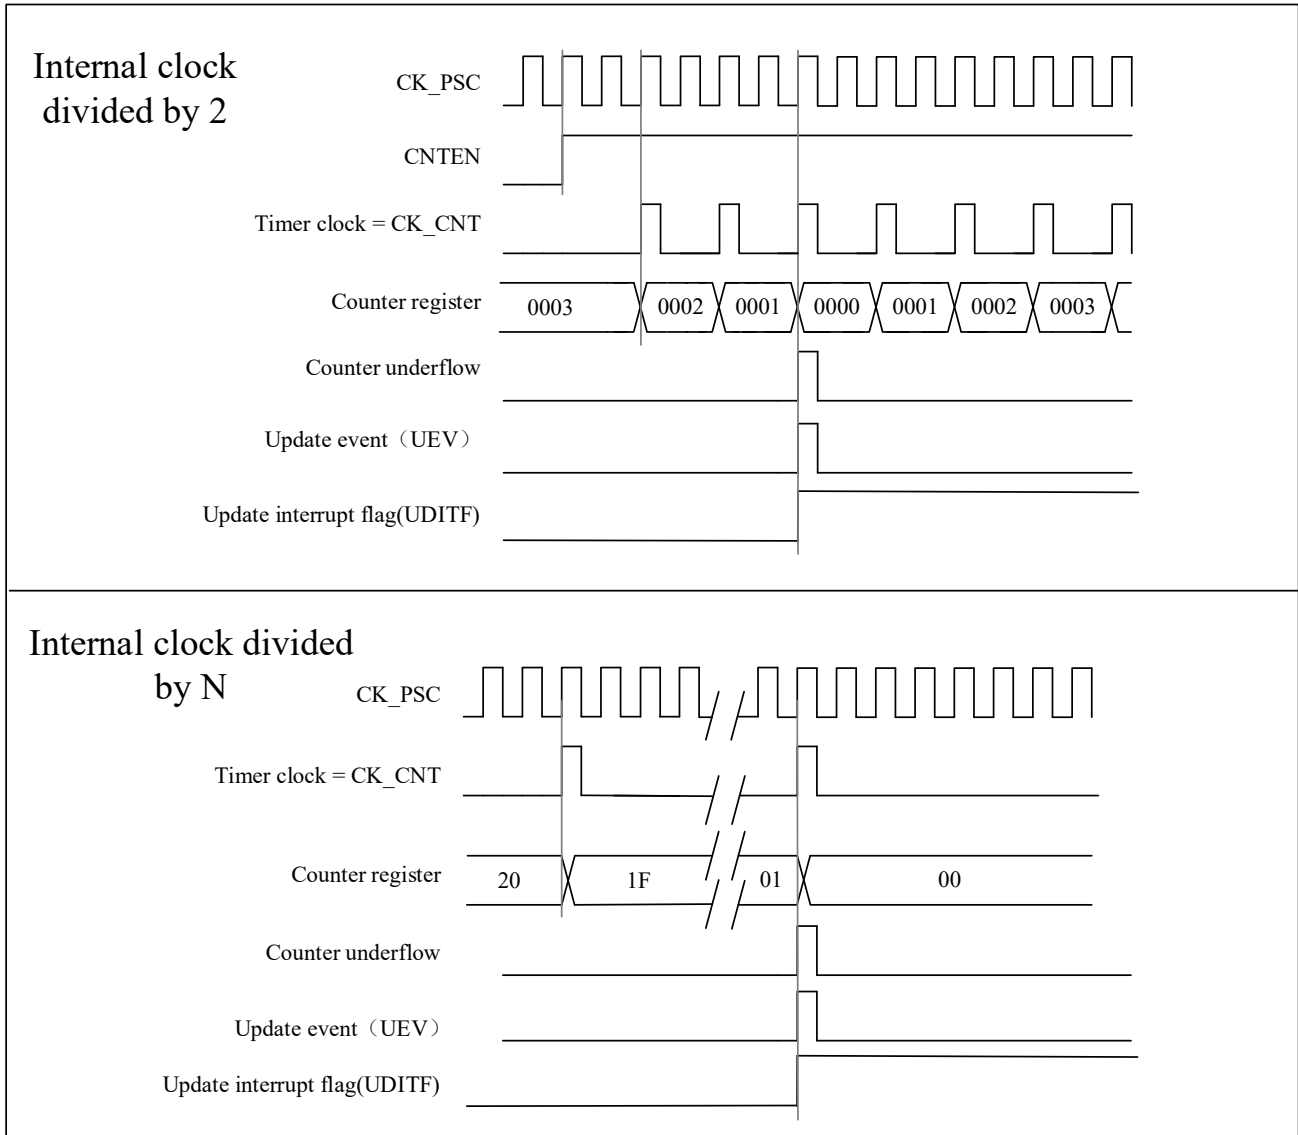 Internal clock
divided by 2
CK_PSC
CNTEN
Timer clock = CK_CNT
Counter register
0003 0002 0001 0000 0001 0002 0003
Counter underflow
Update event（UEV）
Update interrupt flag(UDITF)
Internal clock divided
by N
CK_PSC
Timer clock = CK_CNT
Counter register
20 1F 01 00
Counter underflow
Update event（UEV）
Update interrupt flag(UDITF)